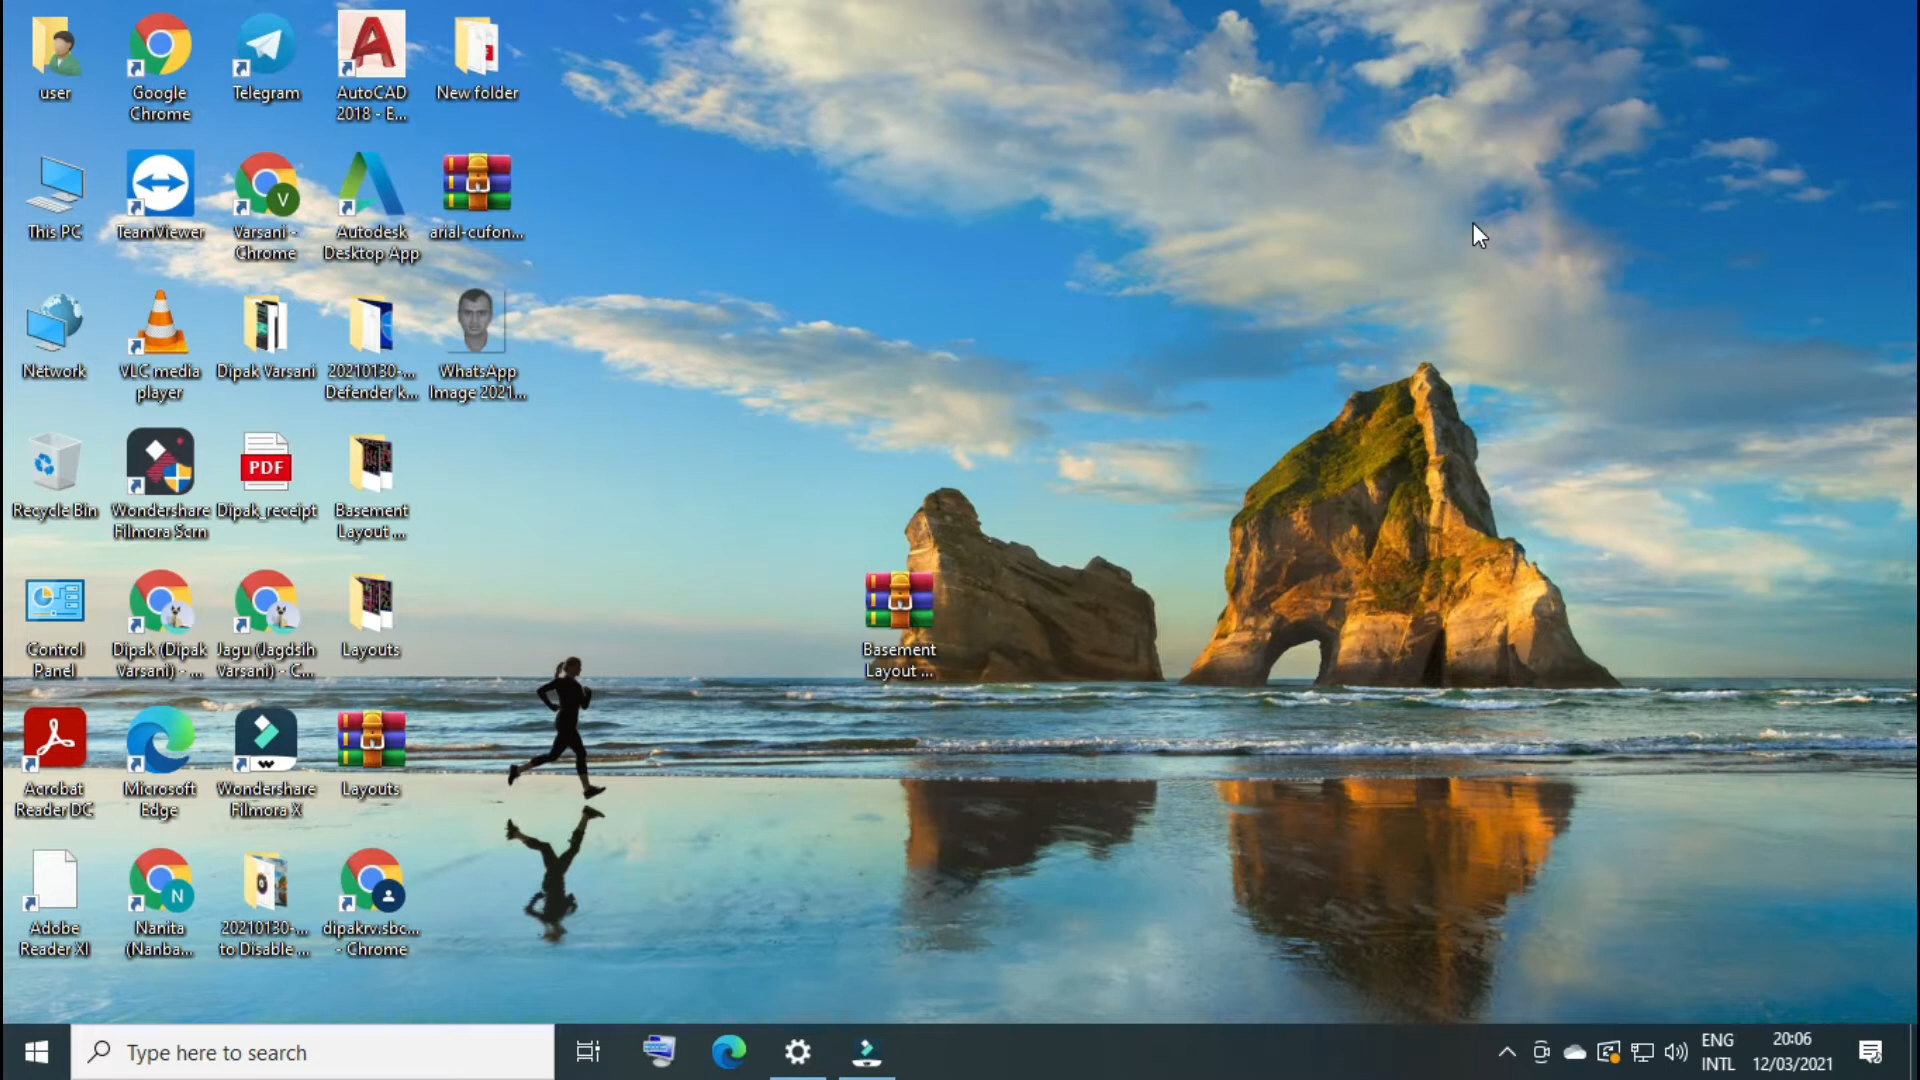 user
Google
Chrome
Telegram
AutoCAD
2018 - E...
New folder
This PC
TeamViewer
V
Varsani -
Chrome
Autodesk
Desktop App
arial-cufon...
Network
VLC media
player
Dipak Varsani
20210130-...
Defender k...
WhatsApp
Image 2021...
Recycle Bin
Wondershare
Filmora Scrn
PDF
Dipak_receipt
Basement
Layout ...
Control
Panel
Dipak (Dipak
Varsani) - ...
Jagu (Jagdsih
Varsani) - C...
Layouts
Basement
Layout ...
Acrobat
Reader DC
Microsoft
Edge
Wondershare
Filmora X
Layouts
Adobe
Reader XI
N
Nanita
(Nanba...
20210130-...
to Disable ...
dipakrv.sbc...
- Chrome
Type here to search
ENG
INTL
20:06
12/03/2021